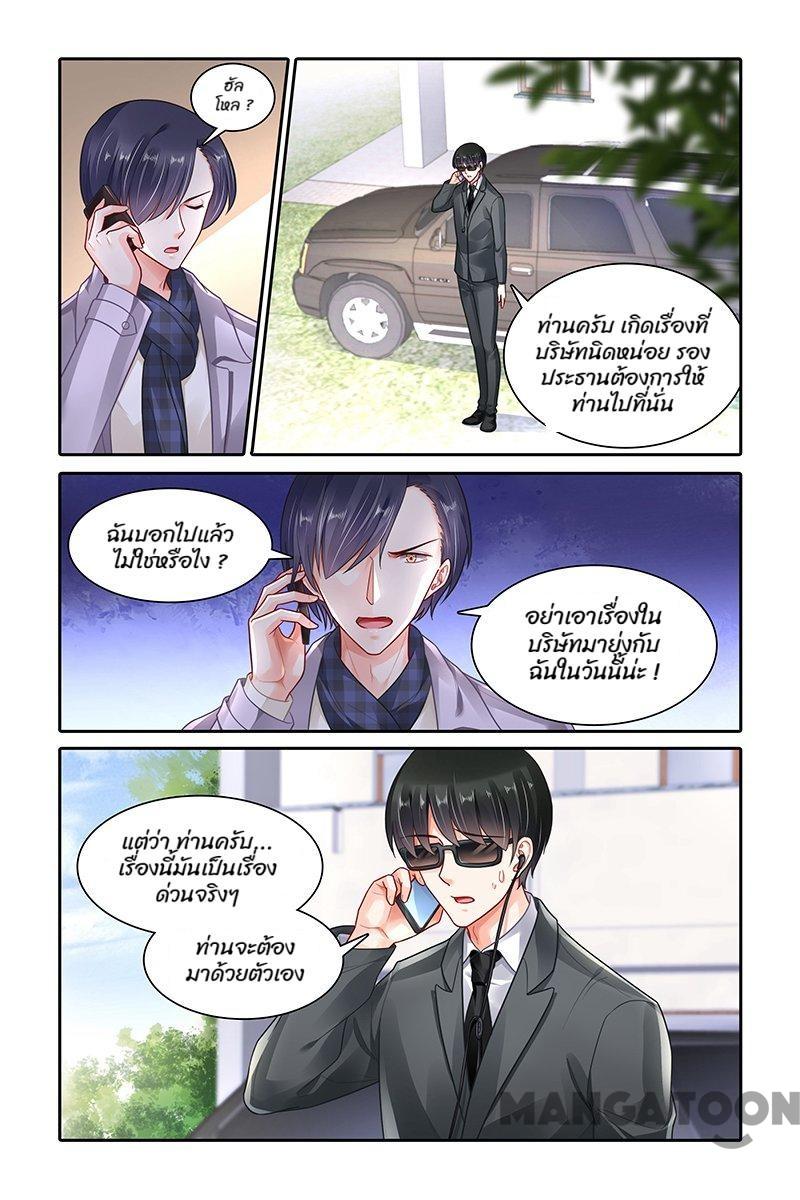 ฮัล
โหล ?
ท่านครับ เกิดเรื่องที่
บริษัทนิดหน่อย รอง
ประธานต้องการให้
ท่านไปที่นั่น
ฉันบอกไปแล้ว
ไม่ใช่หรือไง ?
อย่าเอาเรื่องใน
บริษัทมายุ่งกับ
ฉันในวันนี้น่ะ !
แต่ว่า ท่านครับ...
เรื่องนี้มันเป็นเรื่อง
ด่วนจริงๆ
ท่านจะต้อง
มาด้วยตัวเอง
MANGATOON